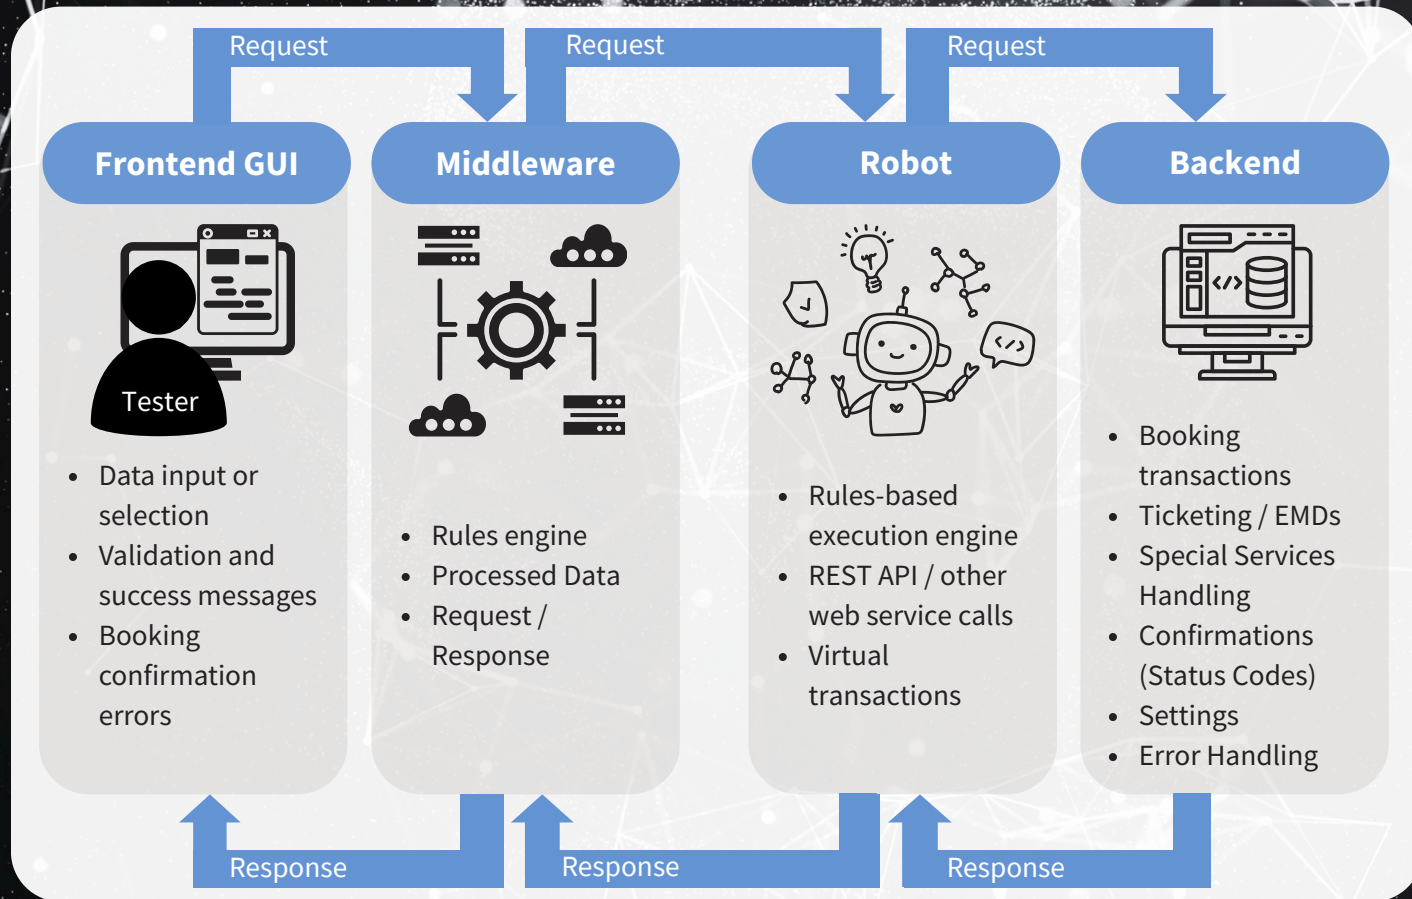 Request
Request
Request
Frontend GUI
Middleware
Robot
Backend
</>
</>
Tester
• Data input or
selection
• Validation and
success messages
• Booking
confirmation
errors
• Rules engine
• Processed Data
• Request /
Response
• Rules-based
execution engine
• REST API / other
web service calls
• Virtual
transactions
• Booking
transactions
• Ticketing / EMDs
• Special Services
Handling
• Confirmations
(Status Codes)
• Settings
• Error Handling
Response
Response
Response